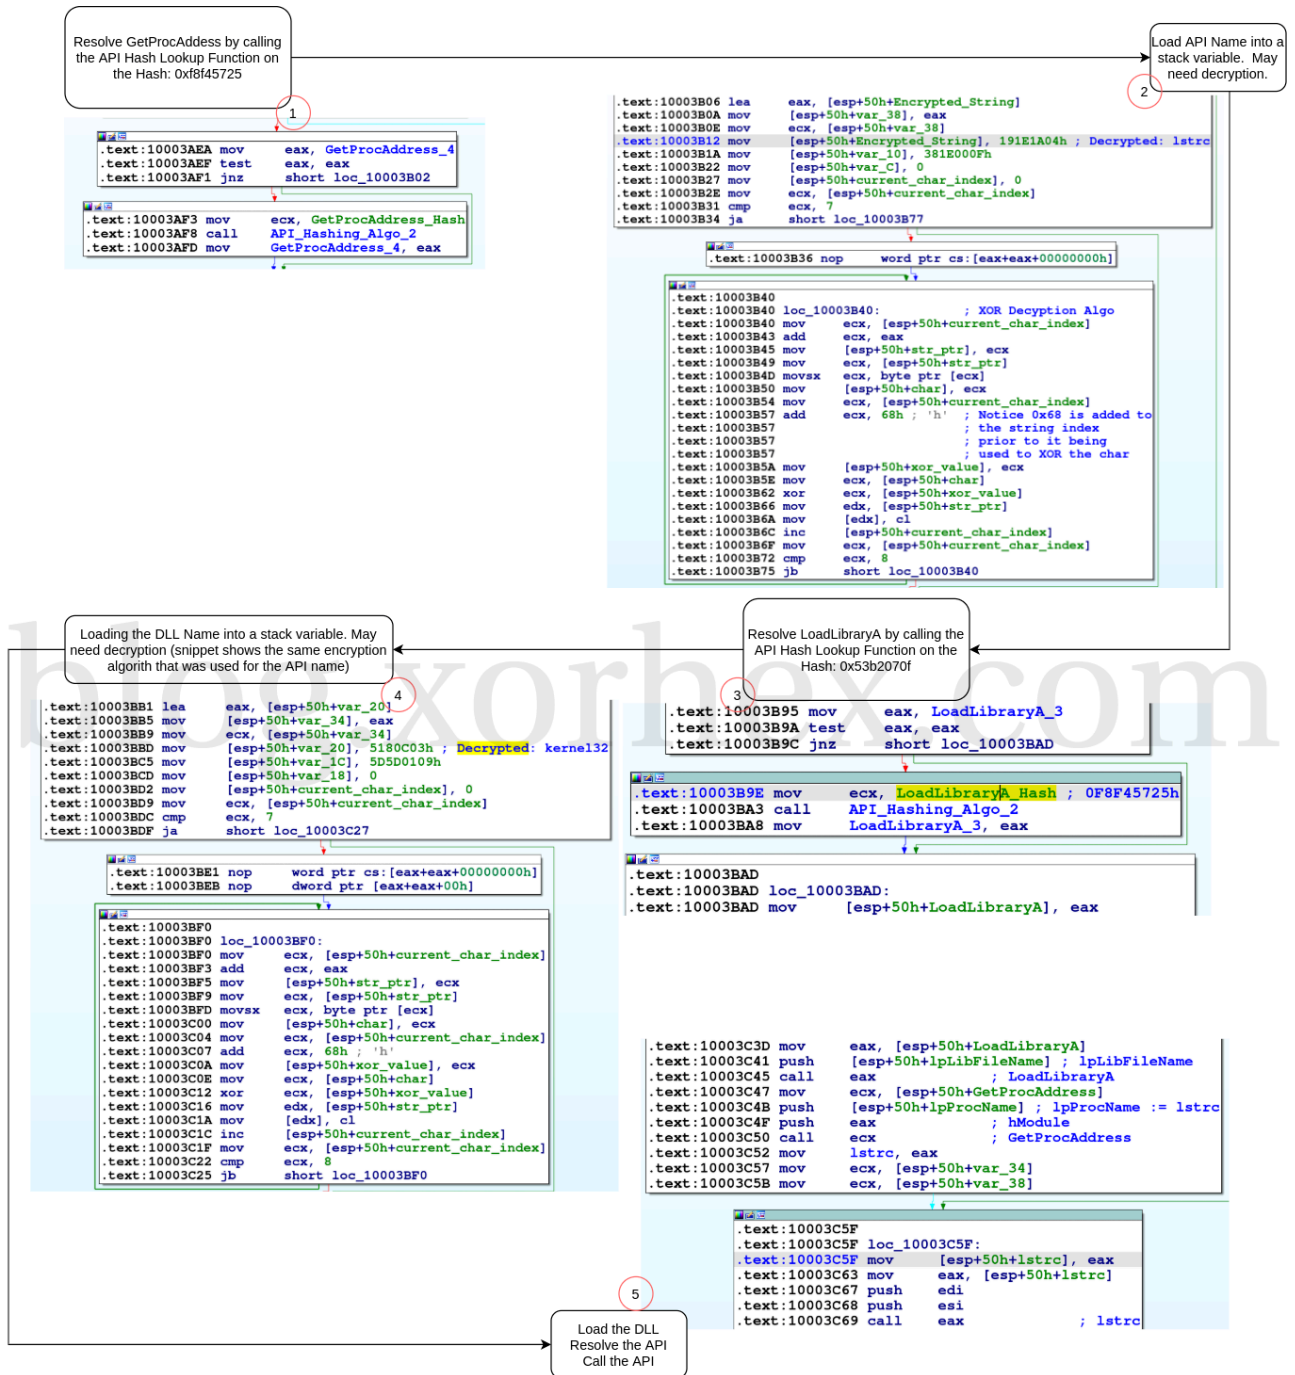 Resolve GetProcAddess by calling
the API Hash Lookup Function on
the Hash: 0xf8f45725
1
.text:10003AEA mov eax, GetProcAddress_4
.text:10003AEF test eax, eax
.text:10003AF1 jnz short loc_10003B02
.text:10003AF3 mov ecx, GetProcAddress_Hash
.text:10003AF8 call API_Hashing_Algo_2
.text:10003AFD mov GetProcAddress_4, eax
Load API Name into a
stack variable. May
need decryption.
2
.text:10003B06 lea eax, [esp+50h+Encrypted_String]
.text:10003B0A mov [esp+50h+var_38], eax
.text:10003B0E mov ecx, [esp+50h+var_38]
.text:10003B12 mov [esp+50h+Encrypted_String], 191E1A04h ; Decrypted: lstrc
.text:10003B1A mov [esp+50h+var_10], 381E000Fh
.text:10003B22 mov [esp+50h+var_C], 0
.text:10003B27 mov [esp+50h+current_char_index], 0
.text:10003B2E mov ecx, [esp+50h+current_char_index]
.text:10003B31 cmp ecx, 7
.text:10003B34 ja short loc_10003B77
.text:10003B36 nop word ptr cs:[eax+eax+00000000h]
.text:10003B40
.text:10003B40 loc_10003B40: ; XOR Decyption Algo
.text:10003B40 mov ecx, [esp+50h+current_char_index]
.text:10003B43 add ecx, eax
.text:10003B45 mov [esp+50h+str_ptr], ecx
.text:10003B49 mov ecx, [esp+50h+str_ptr]
.text:10003B4D movsx ecx, byte ptr [ecx]
.text:10003B50 mov [esp+50h+char], ecx
.text:10003B54 mov ecx, [esp+50h+current_char_index]
.text:10003B57 add ecx, 68h ; 'h' ; Notice 0x68 is added to
.text:10003B57 ; the string index
.text:10003B57 ; prior to it being
.text:10003B57 ; used to XOR the char
.text:10003B5A mov [esp+50h+xor_value], ecx
.text:10003B5E mov ecx, [esp+50h+char]
.text:10003B62 xor ecx, [esp+50h+xor_value]
.text:10003B66 mov edx, [esp+50h+str_ptr]
.text:10003B6A mov [edx], cl
.text:10003B6C inc [esp+50h+current_char_index]
.text:10003B6F mov ecx, [esp+50h+current_char_index]
.text:10003B72 cmp ecx, 8
.text:10003B75 jb short loc_10003B40
Resolve LoadLibraryA by calling the
API Hash Lookup Function on the
Hash: 0x53b2070f
3
.text:10003B95 mov eax, LoadLibraryA_3
.text:10003B9A test eax, eax
.text:10003B9C jnz short loc_10003BAD
.text:10003B9E mov ecx, LoadLibraryA_Hash ; 0F8F45725h
.text:10003BA3 call API_Hashing_Algo_2
.text:10003BA8 mov LoadLibraryA_3, eax
.text:10003BAD
.text:10003BAD loc_10003BAD:
.text:10003BAD mov [esp+50h+LoadLibraryA], eax
Loading the DLL Name into a stack variable. May
need decryption (snippet shows the same encryption
algorith that was used for the API name)
4
.text:10003BB1 lea eax, [esp+50h+var_20]
.text:10003BB5 mov [esp+50h+var_34], eax
.text:10003BB9 mov ecx, [esp+50h+var_34]
.text:10003BBD mov [esp+50h+var_20], 5180C03h ; Decrypted: kernel32
.text:10003BC5 mov [esp+50h+var_1C], 5D5D0109h
.text:10003BCD mov [esp+50h+var_18], 0
.text:10003BD2 mov [esp+50h+current_char_index], 0
.text:10003BD9 mov ecx, [esp+50h+current_char_index]
.text:10003BDC cmp ecx, 7
.text:10003BDF ja short loc_10003C27
.text:10003BE1 nop word ptr cs:[eax+eax+00000000h]
.text:10003BEB nop dword ptr [eax+eax+00h]
.text:10003BF0
.text:10003BF0 loc_10003BF0:
.text:10003BF0 mov ecx, [esp+50h+current_char_index]
.text:10003BF3 add ecx, eax
.text:10003BF5 mov [esp+50h+str_ptr], ecx
.text:10003BF9 mov ecx, [esp+50h+str_ptr]
.text:10003BFD movsx ecx, byte ptr [ecx]
.text:10003C00 mov [esp+50h+char], ecx
.text:10003C04 mov ecx, [esp+50h+current_char_index]
.text:10003C07 add ecx, 68h ; 'h'
.text:10003C0A mov [esp+50h+xor_value], ecx
.text:10003C0E mov ecx, [esp+50h+char]
.text:10003C12 xor ecx, [esp+50h+xor_value]
.text:10003C16 mov edx, [esp+50h+str_ptr]
.text:10003C1A mov [edx], cl
.text:10003C1C inc [esp+50h+current_char_index]
.text:10003C1F mov ecx, [esp+50h+current_char_index]
.text:10003C22 cmp ecx, 8
.text:10003C25 jb short loc_10003BF0
.text:10003C3D mov eax, [esp+50h+LoadLibraryA]
.text:10003C41 push [esp+50h+lpLibFileName] ; lpLibFileName
.text:10003C45 call eax ; LoadLibraryA
.text:10003C47 mov ecx, [esp+50h+GetProcAddress]
.text:10003C4B push [esp+50h+lpProcName] ; lpProcName := lstrc
.text:10003C4F push eax ; hModule
.text:10003C50 call ecx ; GetProcAddress
.text:10003C52 mov lstrc, eax
.text:10003C57 mov ecx, [esp+50h+var_34]
.text:10003C5B mov ecx, [esp+50h+var_38]
.text:10003C5F
.text:10003C5F loc_10003C5F:
.text:10003C5F mov [esp+50h+lstrc], eax
.text:10003C63 mov eax, [esp+50h+lstrc]
.text:10003C67 push edi
.text:10003C68 push esi
.text:10003C69 call eax ; lstrc
5
Load the DLL
Resolve the API
Call the API
blog.xorhex.com